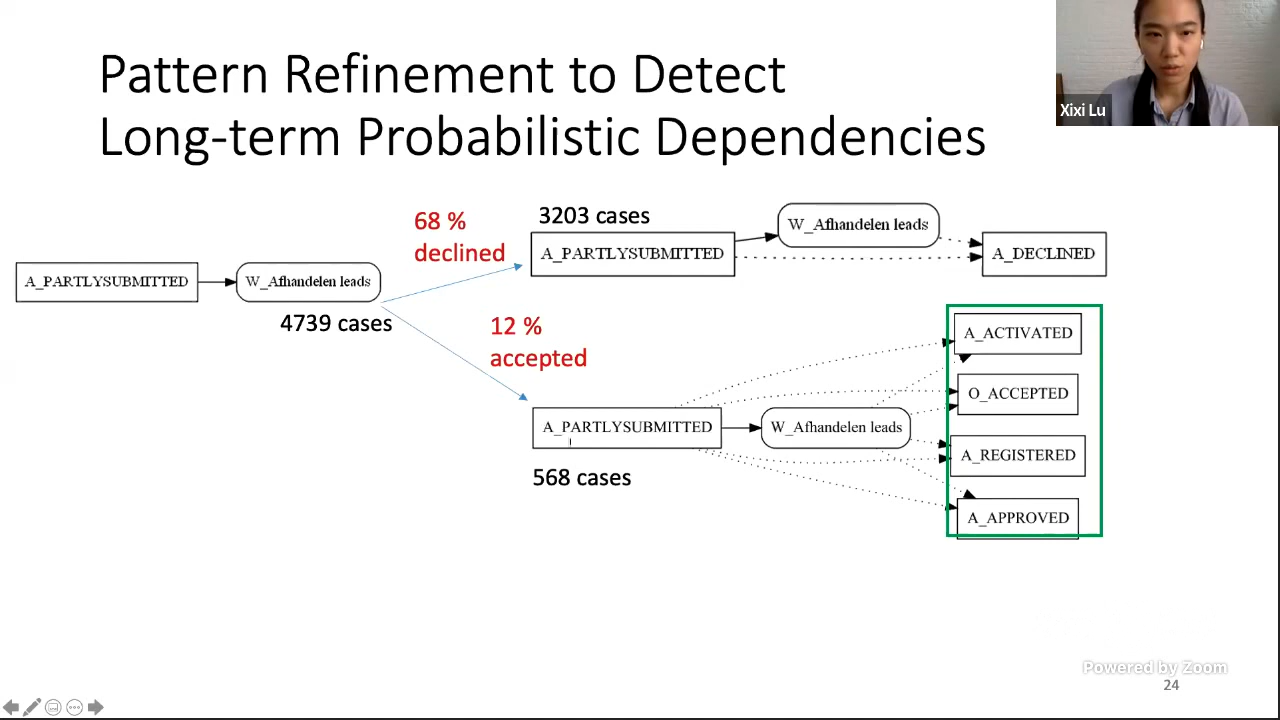 Pattern Refinement to Detect
Long-term Probabilistic Dependencies
Xixi Lu
A_PARTLYSUBMITTED
W_Afhandelen leads
4739 cases
68 %
declined
3203 cases
A_PARTLYSUBMITTED
W_Afhandelen leads
A_DECLINED
12 %
accepted
A_PARTLYSUBMITTED
568 cases
W_Afhandelen leads
A_ACTIVATED
O_ACCEPTED
A_REGISTERED
A_APPROVED
Powered by Zoom
24